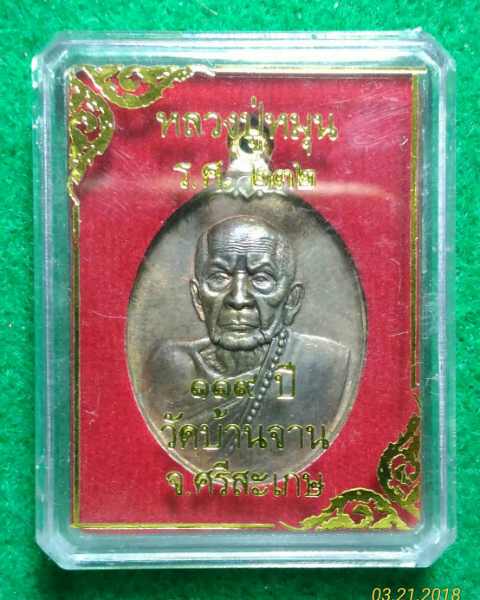 หลวงปู่หมุน
ร.ศ. ๒๓๒
๑๑๙ ปี
วัดบ้านจาน
จ.ศรีสะเกษ
03.21.2018